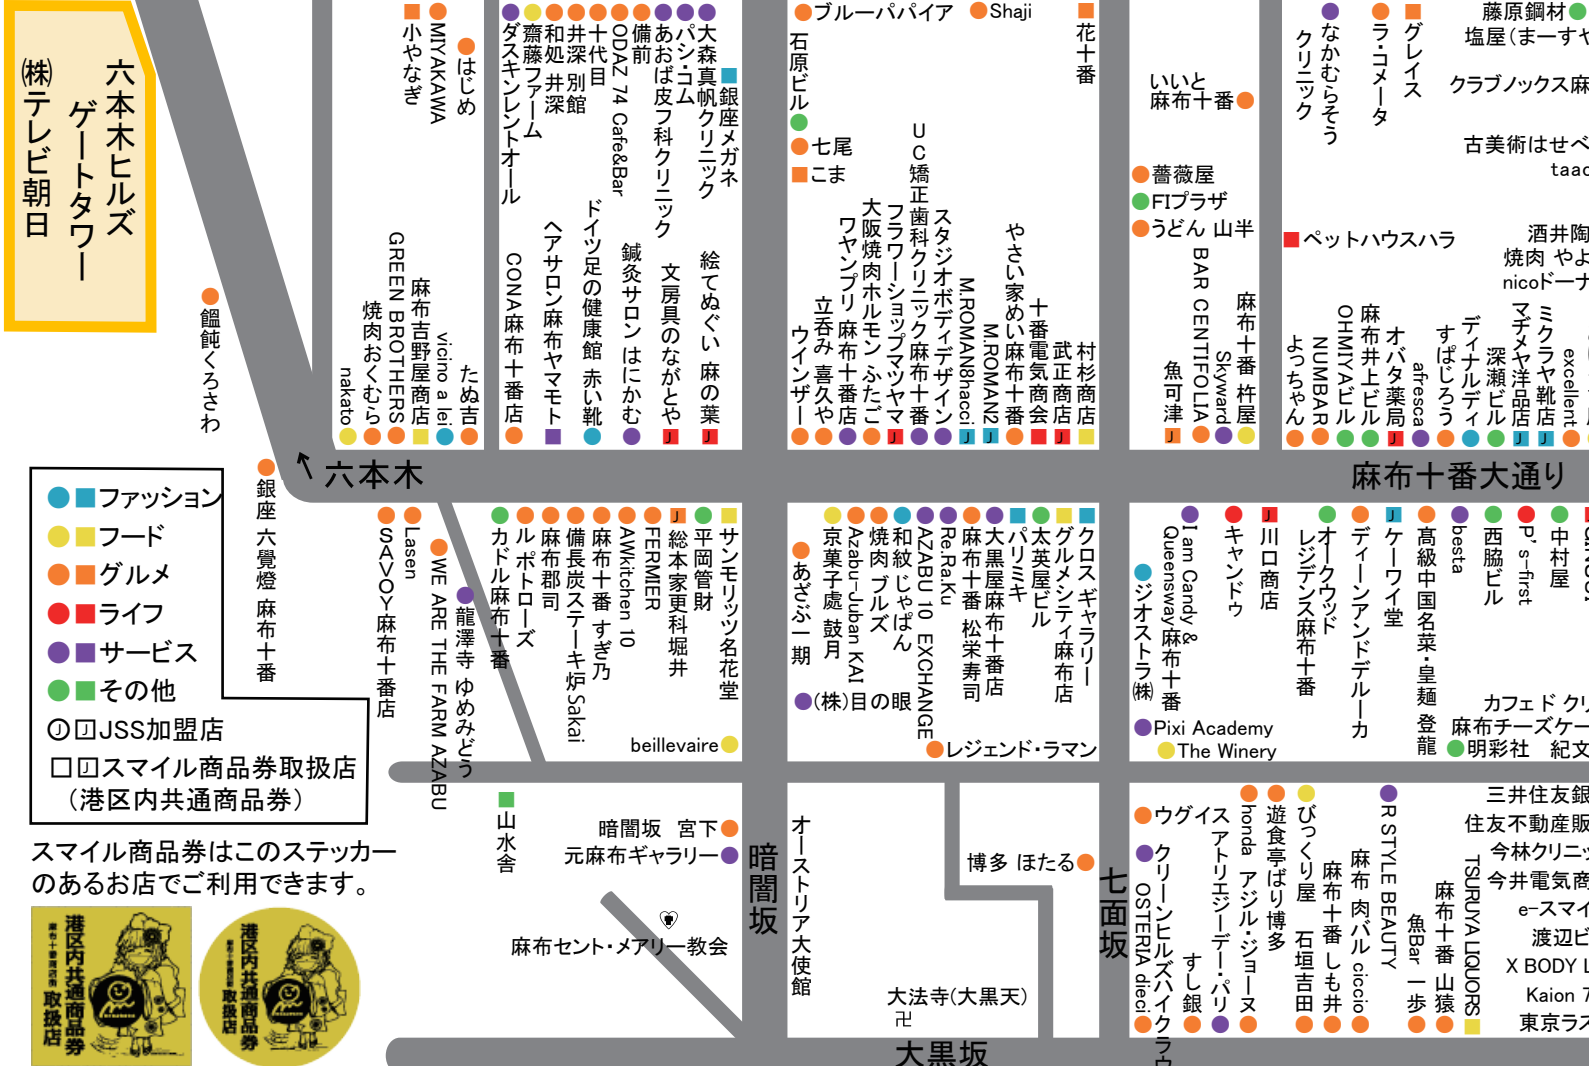 六本木ヒルズ
ゲートタワー
㈱テレビ朝日
小やなぎ
MIYAKAWA
はじめ
ダスキンレントオール
齋藤ファーム
和処 井深
井深 別館
十代目
ODAZ 74 Cafe&Bar
備前
あおば皮フ科クリニック
パシ・コム
大森真帆クリニック
銀座メガネ
ブルーパパイア
Shaji
石原ビル
七尾
こま
花十番
いいと
麻布十番
薔薇屋
FIプラザ
うどん 山半
なかむらそう
クリニック
ラ・コメータ
グレイス
藤原鋼材
塩屋(まーすや
クラブノックス麻
古美術はせべ
taac
ペットハウスハラ
酒井陶
焼肉 やよ
nicoドーナ
饂飩くろさわ
nakato
焼肉おくむら
GREEN BROTHERS
麻布吉野屋商店
vicino a lei
たぬ吉
CONA麻布十番店
ヘアサロン麻布ヤマモト
ドイツ足の健康館 赤い靴
鍼灸サロン はにかむ
文房具のながとや
絵てぬぐい 麻の葉
ウインザー
立呑み 喜久や
ワヤンプリ 麻布十番店
大阪焼肉ホルモン ふたご
フラワーショップマツヤマ
UC矯正歯科クリニック麻布十番
スタジオボディデザイン
M.ROMAN8hacci
M.ROMAN2
やさい家めい麻布十番
十番電気商会
武正商店
村杉商店
魚可津
BAR CENTIFOLIA
Skyward
麻布十番 杵屋
よっちゃん
NUMBAR
OHMIYAビル
麻布井上ビル
オバタ薬局
afresca
すぱじろう
ディナルディ
深瀬ビル
マチメヤ洋品店
ミクラヤ靴店
excellent
↑六本木
麻布十番大通り
銀座 六覺燈 麻布十番
ファッション
フード
グルメ
ライフ
サービス
その他
JSS加盟店
スマイル商品券取扱店
（港区内共通商品券）
スマイル商品券はこのステッカー
のあるお店でご利用できます。
港区内共通商品券
麻布十番商店街
取扱店
港区内共通商品券
麻布十番商店街
取扱店
SAVOY麻布十番店
Lasen
WE ARE THE FARM AZABU
龍澤寺 ゆめみどう
カドル麻布十番
ル ポトローズ
麻布郡司
備長炭ステーキ炉Sakai
麻布十番 すぎ乃
AWkitchen 10
FERMIER
総本家更科堀井
平岡管財
サンモリッツ名花堂
beillevaire
山水舎
暗闇坂 宮下
元麻布ギャラリー
麻布セント・メアリー教会
暗闇坂
あざぶ一期
京菓子處 鼓月
Azabu-Juban KAI
焼肉 ブルズ
和紋 じゃぱん
AZABU 10 EXCHANGE
Re.Ra.Ku
麻布十番 松栄寿司
大黒屋麻布十番店
パリミキ
太英屋ビル
グルメシティ麻布店
クロスギャラリー
(株)目の眼
レジェンド・ラマン
オーストリア大使館
博多 ほたる
大法寺(大黒天)
卍
大黒坂
七面坂
ジオストラ㈱
I am Candy &
Queensway麻布十番
キャンドゥ
川口商店
オークウッド
レジデンス麻布十番
ディーンアンドデルーカ
ケーワイ堂
髙級中国名菜・皇麺 登龍
besta
西脇ビル
P's-first
中村屋
Pixi Academy
The Winery
カフェド クリ
麻布チーズケー
明彩社
紀文
ウグイス
クリーンヒルズハイクラウ
OSTERIA dieci
すし銀
アトリエジーデー・パリ
honda アジル・ジョーヌ
遊食亭ばり博多
びっくり屋
石垣吉田
麻布十番 しも井
麻布 肉バル ciccio
R STYLE BEAUTY
魚Bar 一歩
麻布十番 山猿
TSURUYA LIQUORS
三井住友銀
住友不動産販
今林クリニッ
今井電気商
e-スマイ
渡辺ビ
X BODY L
Kaion 7
東京ラス